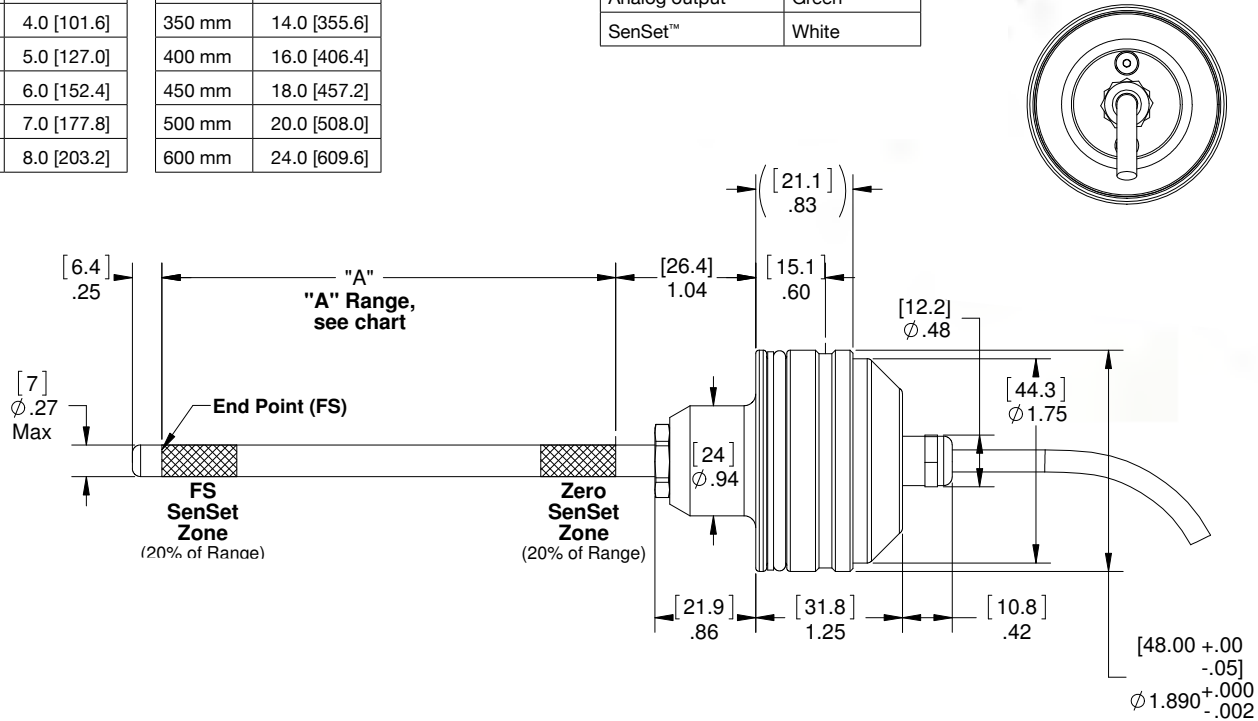 4.0 [101.6]
5.0 [127.0]
6.0 [152.4]
7.0 [177.8]
8.0 [203.2]
350 mm 14.0 [355.6]
400 mm 16.0 [406.4]
450 mm 18.0 [457.2]
500 mm 20.0 [508.0]
600 mm 24.0 [609.6]
Analog output Green
SenSet™ White
[21.1]
.83
[6.4]
.25
"A"
"A" Range,
see chart
[26.4]
1.04
[15.1
.60
[12.2]
∅.48
[7]
∅.27
Max
End Point (FS)
[44.3]
∅1.75
[24]
∅.94
FS
SenSet
Zone
(20% of Range)
Zero
SenSet
Zone
(20% of Range)
[21.9]
.86
[31.8]
1.25
[10.8]
.42
[48.00 +.00
-.05]
∅1.890 +.000
-.002